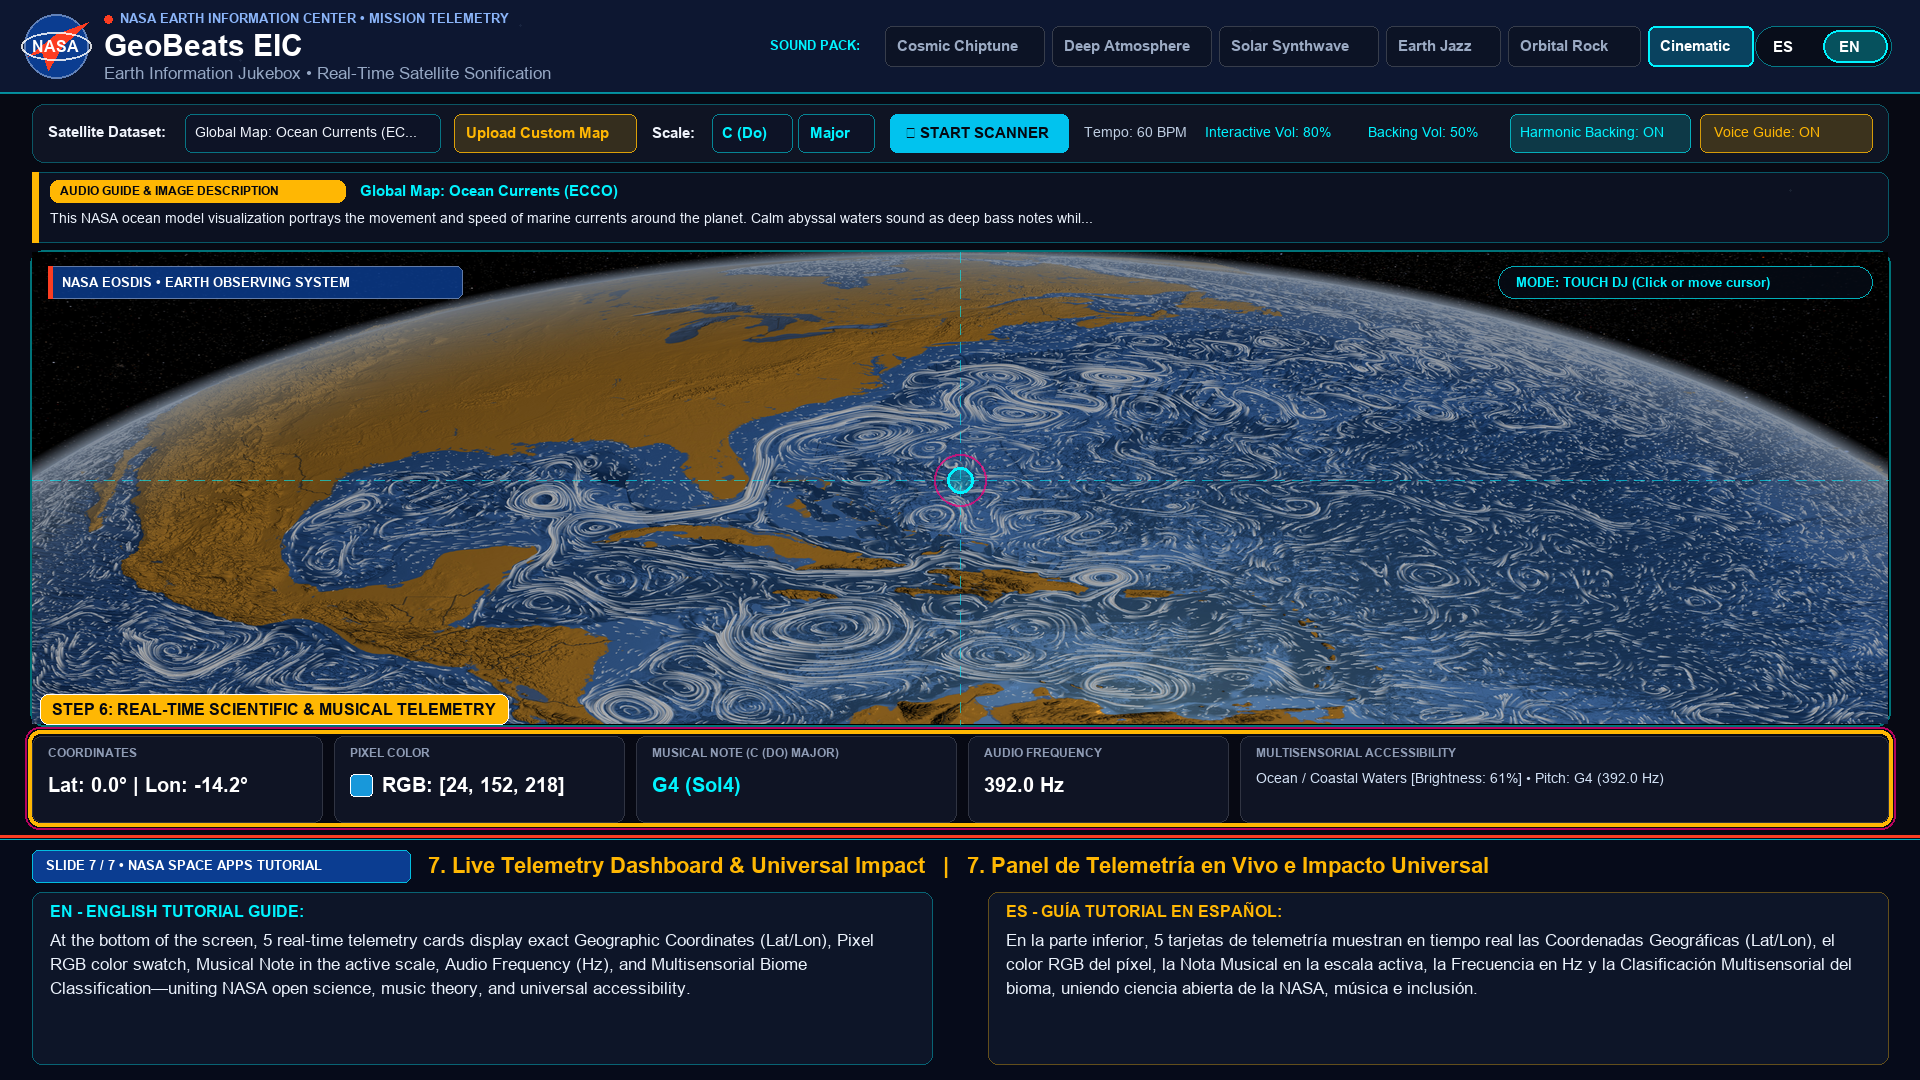 NASA
NASA EARTH INFORMATION CENTER • MISSION TELEMETRY
GeoBeats EIC
Earth Information Jukebox • Real-Time Satellite Sonification
SOUND PACK:
Cosmic Chiptune
Deep Atmosphere
Solar Synthwave
Earth Jazz
Orbital Rock
Cinematic
ES
EN
Satellite Dataset:
Global Map: Ocean Currents (EC...
Upload Custom Map
Scale:
C (Do)
Major
START SCANNER
Tempo: 60 BPM
Interactive Vol: 80%
Backing Vol: 50%
Harmonic Backing: ON
Voice Guide: ON
AUDIO GUIDE & IMAGE DESCRIPTION
Global Map: Ocean Currents (ECCO)
This NASA ocean model visualization portrays the movement and speed of marine currents around the planet. Calm abyssal waters sound as deep bass notes whil...
NASA EOSDIS • EARTH OBSERVING SYSTEM
MODE: TOUCH DJ (Click or move cursor)
STEP 6: REAL-TIME SCIENTIFIC & MUSICAL TELEMETRY
COORDINATES
Lat: 0.0° | Lon: -14.2°
PIXEL COLOR
RGB: [24, 152, 218]
MUSICAL NOTE (C (DO) MAJOR)
G4 (Sol4)
AUDIO FREQUENCY
392.0 Hz
MULTISENSORIAL ACCESSIBILITY
Ocean / Coastal Waters [Brightness: 61%] • Pitch: G4 (392.0 Hz)
SLIDE 7 / 7 • NASA SPACE APPS TUTORIAL
7. Live Telemetry Dashboard & Universal Impact | 7. Panel de Telemetría en Vivo e Impacto Universal
EN - ENGLISH TUTORIAL GUIDE:
At the bottom of the screen, 5 real-time telemetry cards display exact Geographic Coordinates (Lat/Lon), Pixel
RGB color swatch, Musical Note in the active scale, Audio Frequency (Hz), and Multisensorial Biome
Classification—uniting NASA open science, music theory, and universal accessibility.
ES - GUÍA TUTORIAL EN ESPAÑOL:
En la parte inferior, 5 tarjetas de telemetría muestran en tiempo real las Coordenadas Geográficas (Lat/Lon), el
color RGB del píxel, la Nota Musical en la escala activa, la Frecuencia en Hz y la Clasificación Multisensorial del
bioma, uniendo ciencia abierta de la NASA, música e inclusión.